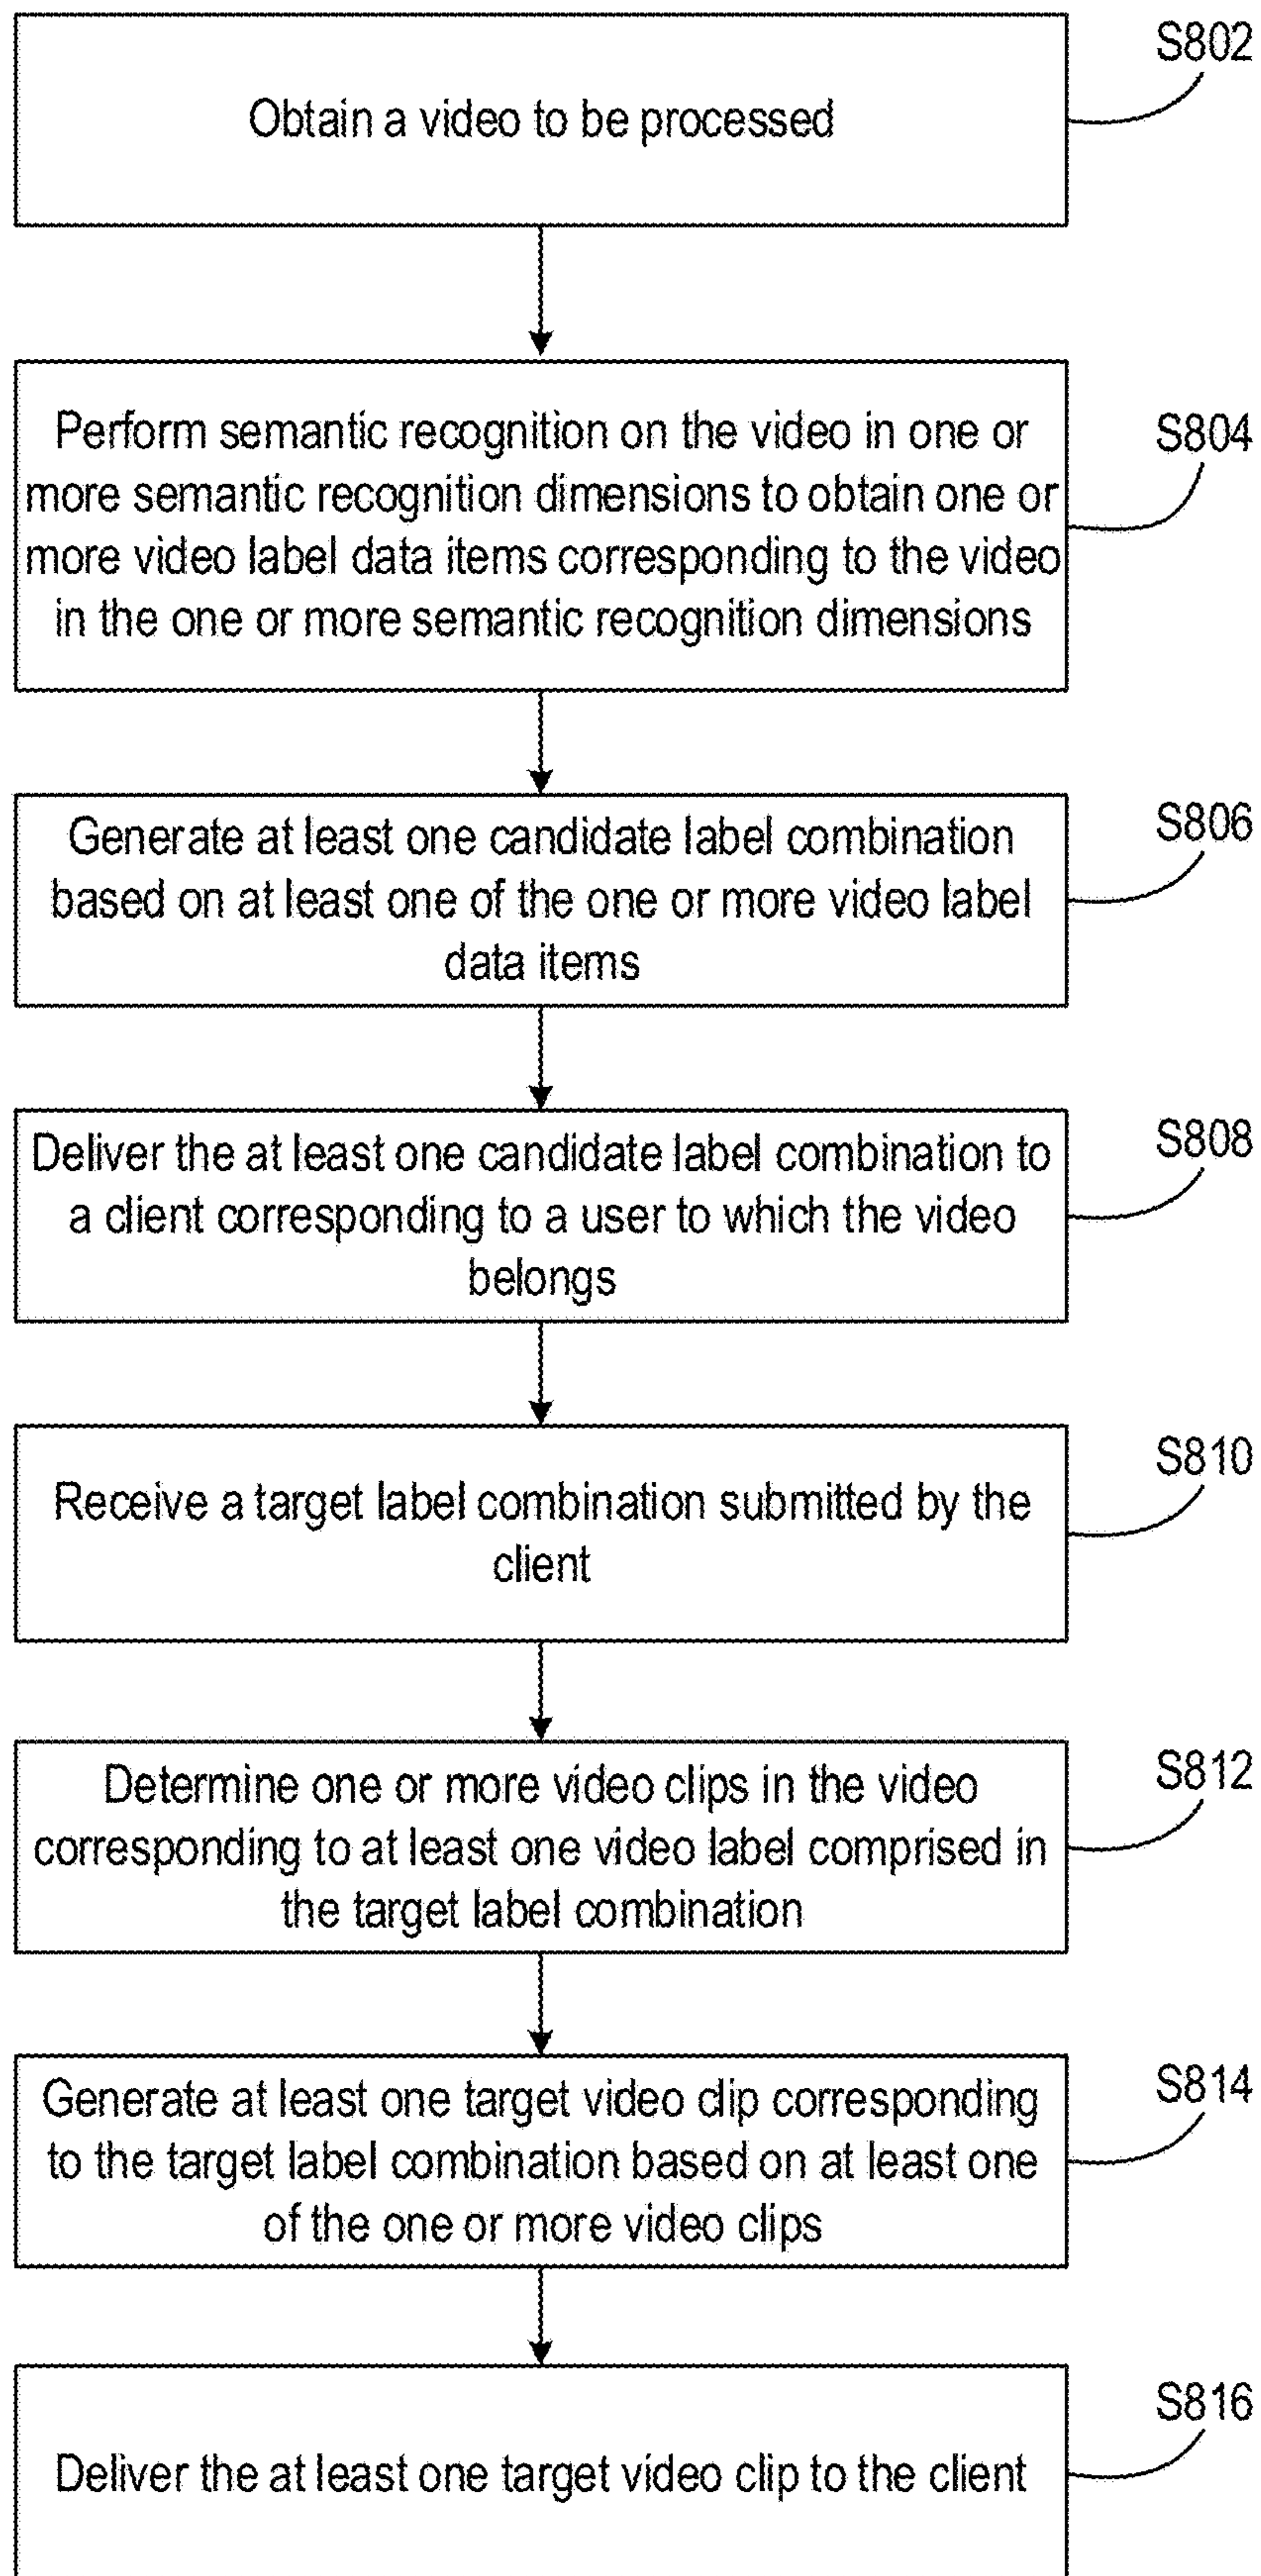 S802
Obtain a video to be processed
S804
Perform semantic recognition on the video in one or
more semantic recognition dimensions to obtain one or
more video label data items corresponding to the video
in the one or more semantic recognition dimensions
S806
Generate at least one candidate label combination
based on at least one of the one or more video label
data items
S808
Deliver the at least one candidate label combination to
a client corresponding to a user to which the video
belongs
S810
Receive a target label combination submitted by the
client
S812
Determine one or more video clips in the video
corresponding to at least one video label comprised in
the target label combination
S814
Generate at least one target video clip corresponding
to the target label combination based on at least one
of the one or more video clips
S816
Deliver the at least one target video clip to the client